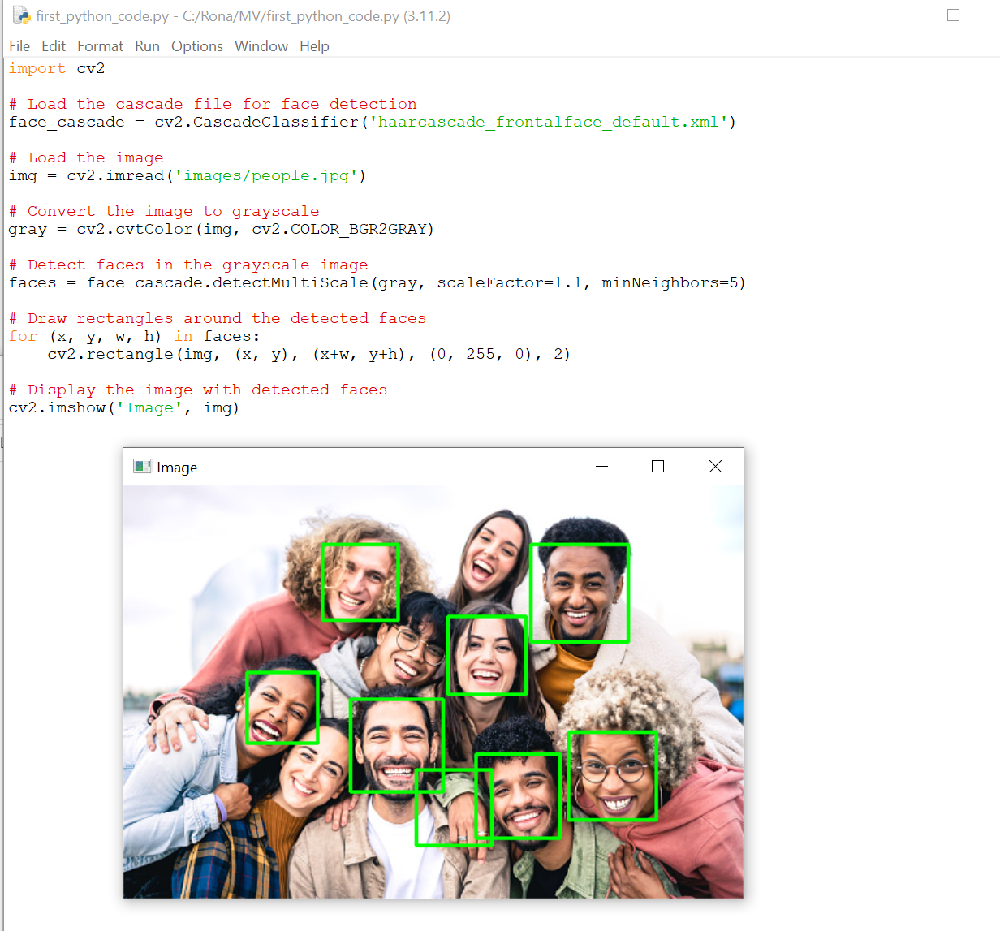 first_python_code.py - C:/Rona/MV/first_python_code.py (3.11.2)
File Edit Format Run Options Window Help
import cv2
# Load the cascade file for face detection
face_cascade = cv2.CascadeClassifier('haarcascade_frontalface_default.xml')
# Load the image
img = cv2.imread('images/people.jpg')
# Convert the image to grayscale
gray = cv2.cvtColor(img, cv2.COLOR_BGR2GRAY)
# Detect faces in the grayscale image
faces = face_cascade.detectMultiScale(gray, scaleFactor=1.1, minNeighbors=5)
# Draw rectangles around the detected faces
for (x, y, w, h) in faces:
    cv2.rectangle(img, (x, y), (x+w, y+h), (0, 255, 0), 2)
# Display the image with detected faces
cv2.imshow('Image', img)
Image